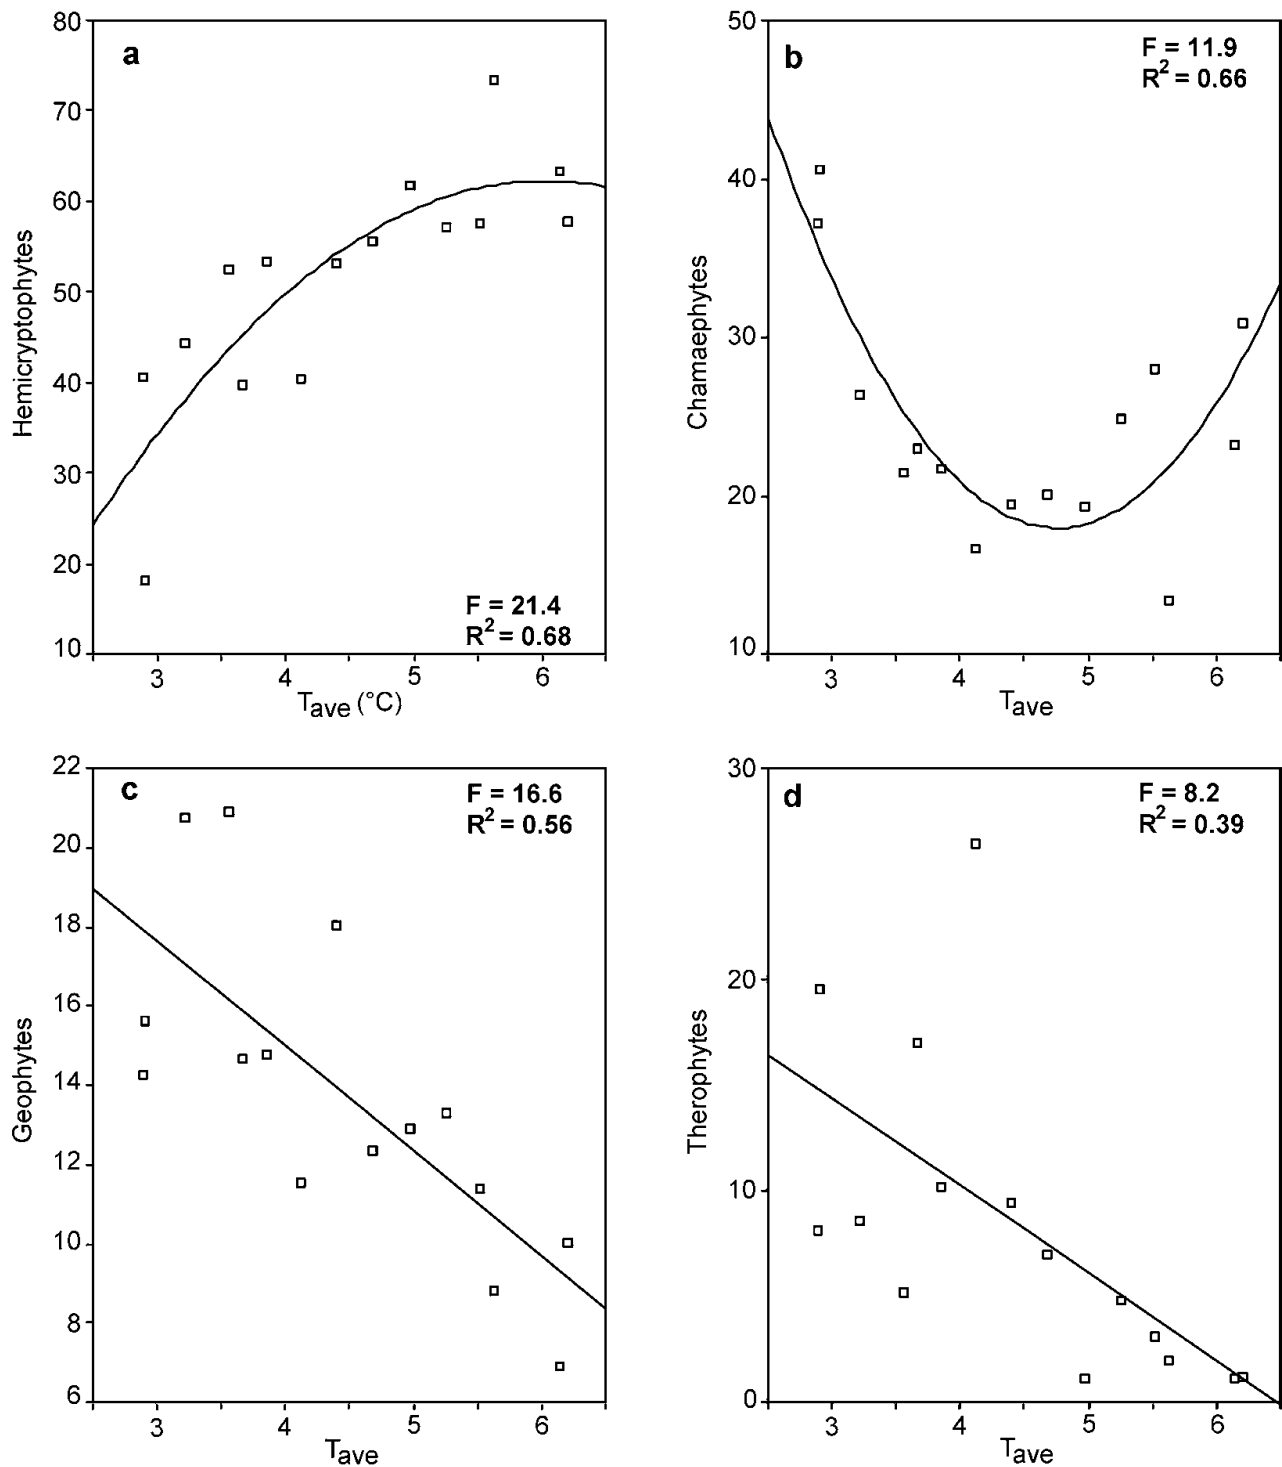 a
80
70
60
50
40
30
20
10
Hemicryptophytes
F = 21.4
R² = 0.68
3 4 5 6
Tave (°C)
b
50
40
30
20
10
Chamaephytes
F = 11.9
R² = 0.66
3 4 5 6
Tave
c
22
20
18
16
14
12
10
8
6
Geophytes
F = 16.6
R² = 0.56
3 4 5 6
Tave
d
30
20
10
0
Therophytes
F = 8.2
R² = 0.39
3 4 5 6
Tave